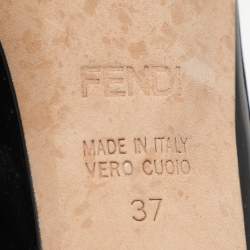 FENDI
MADE IN ITALY
VERO CUOIO
37